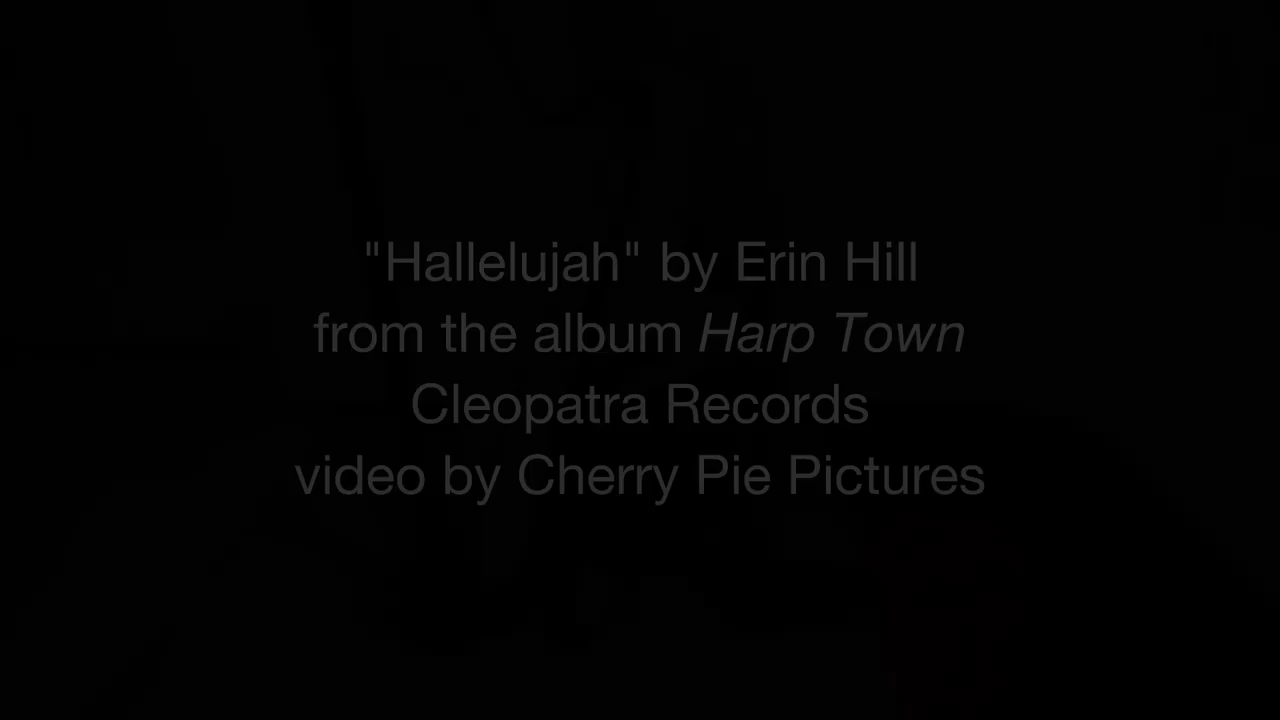 "Hallelujah" by Erin Hill
from the album Harp Town
Cleopatra Records
video by Cherry Pie Pictures